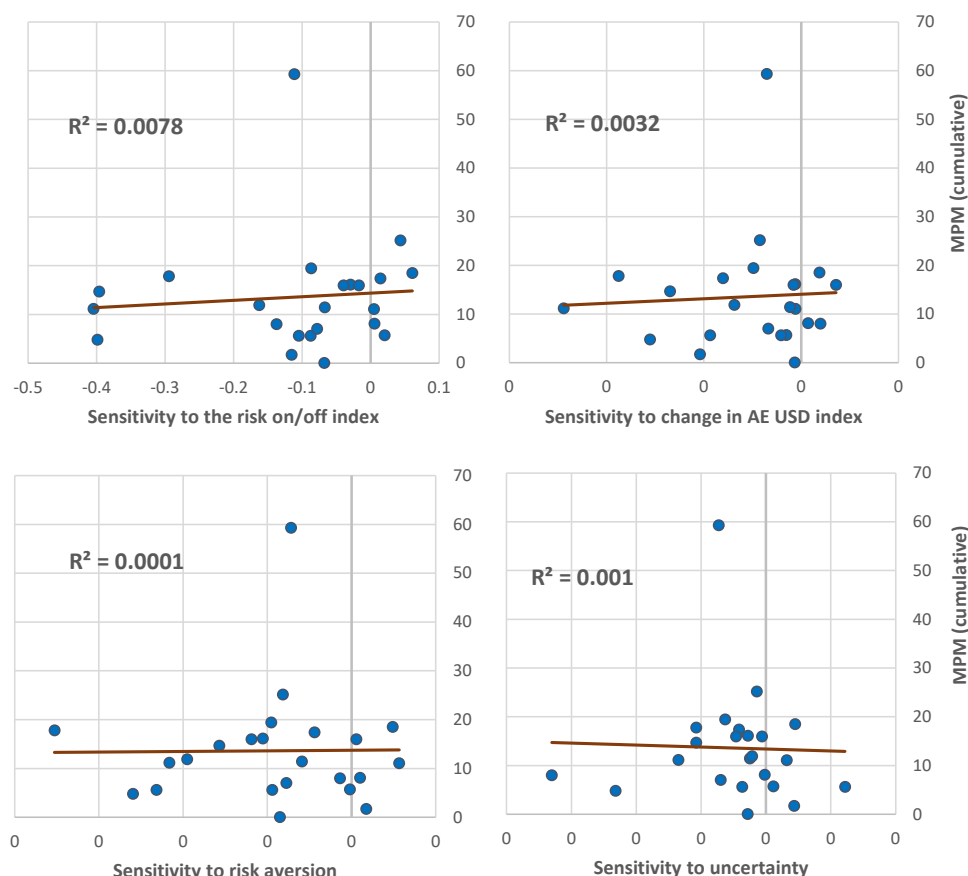 70
60
50
40
30
20
10
0
R² = 0.0078
-0.5 -0.4 -0.3 -0.2 -0.1 0 0.1
Sensitivity to the risk on/off index
70
60
50
40
30
20
10
0
MPM (cumulative)
R² = 0.0032
0 0 0 0 0
Sensitivity to change in AE USD index
70
60
50
40
30
20
10
0
R² = 0.0001
0 0 0 0 0 0
Sensitivity to risk aversion
70
60
50
40
30
20
10
0
MPM (cumulative)
R² = 0.001
0 0 0 0 0 0 0
Sensitivity to uncertainty